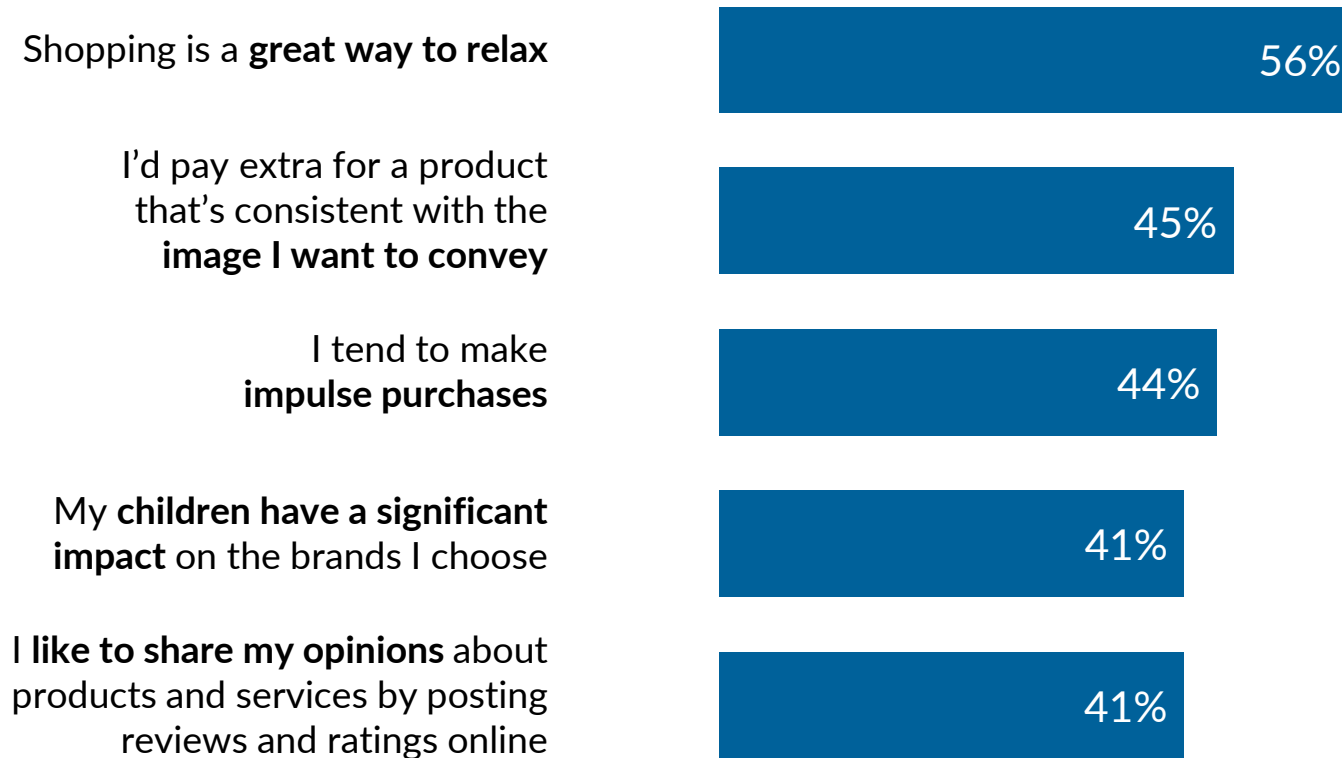 Shopping is a great way to relax
56%
I’d pay extra for a product
that’s consistent with the
image I want to convey
45%
I tend to make
impulse purchases
44%
My children have a significant
impact on the brands I choose
41%
I like to share my opinions about
products and services by posting
reviews and ratings online
41%